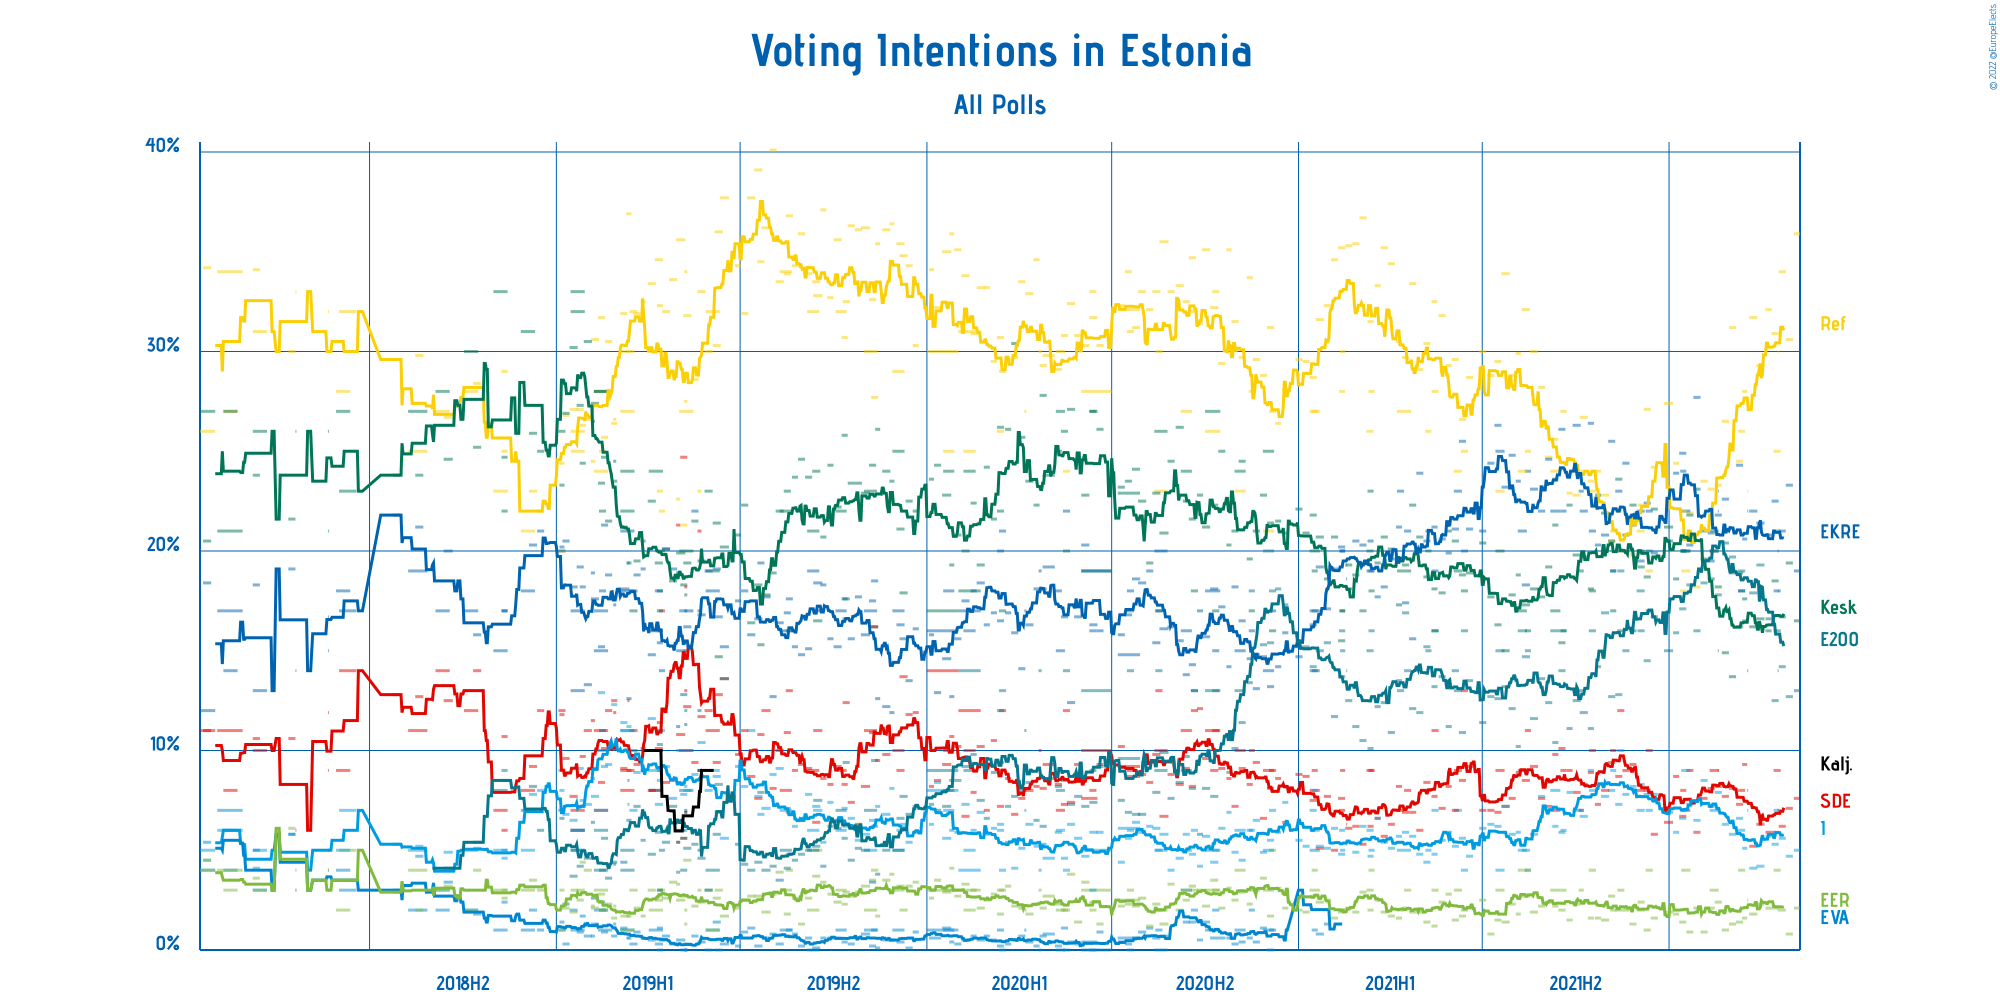 © 2022 @EuropeElects
Voting Intentions in Estonia
All Polls
40%
30%
20%
10%
0%
Ref
EKRE
Kesk
E200
Kalj.
SDE
I
EER
EVA
2018H2
2019H1
2019H2
2020H1
2020H2
2021H1
2021H2